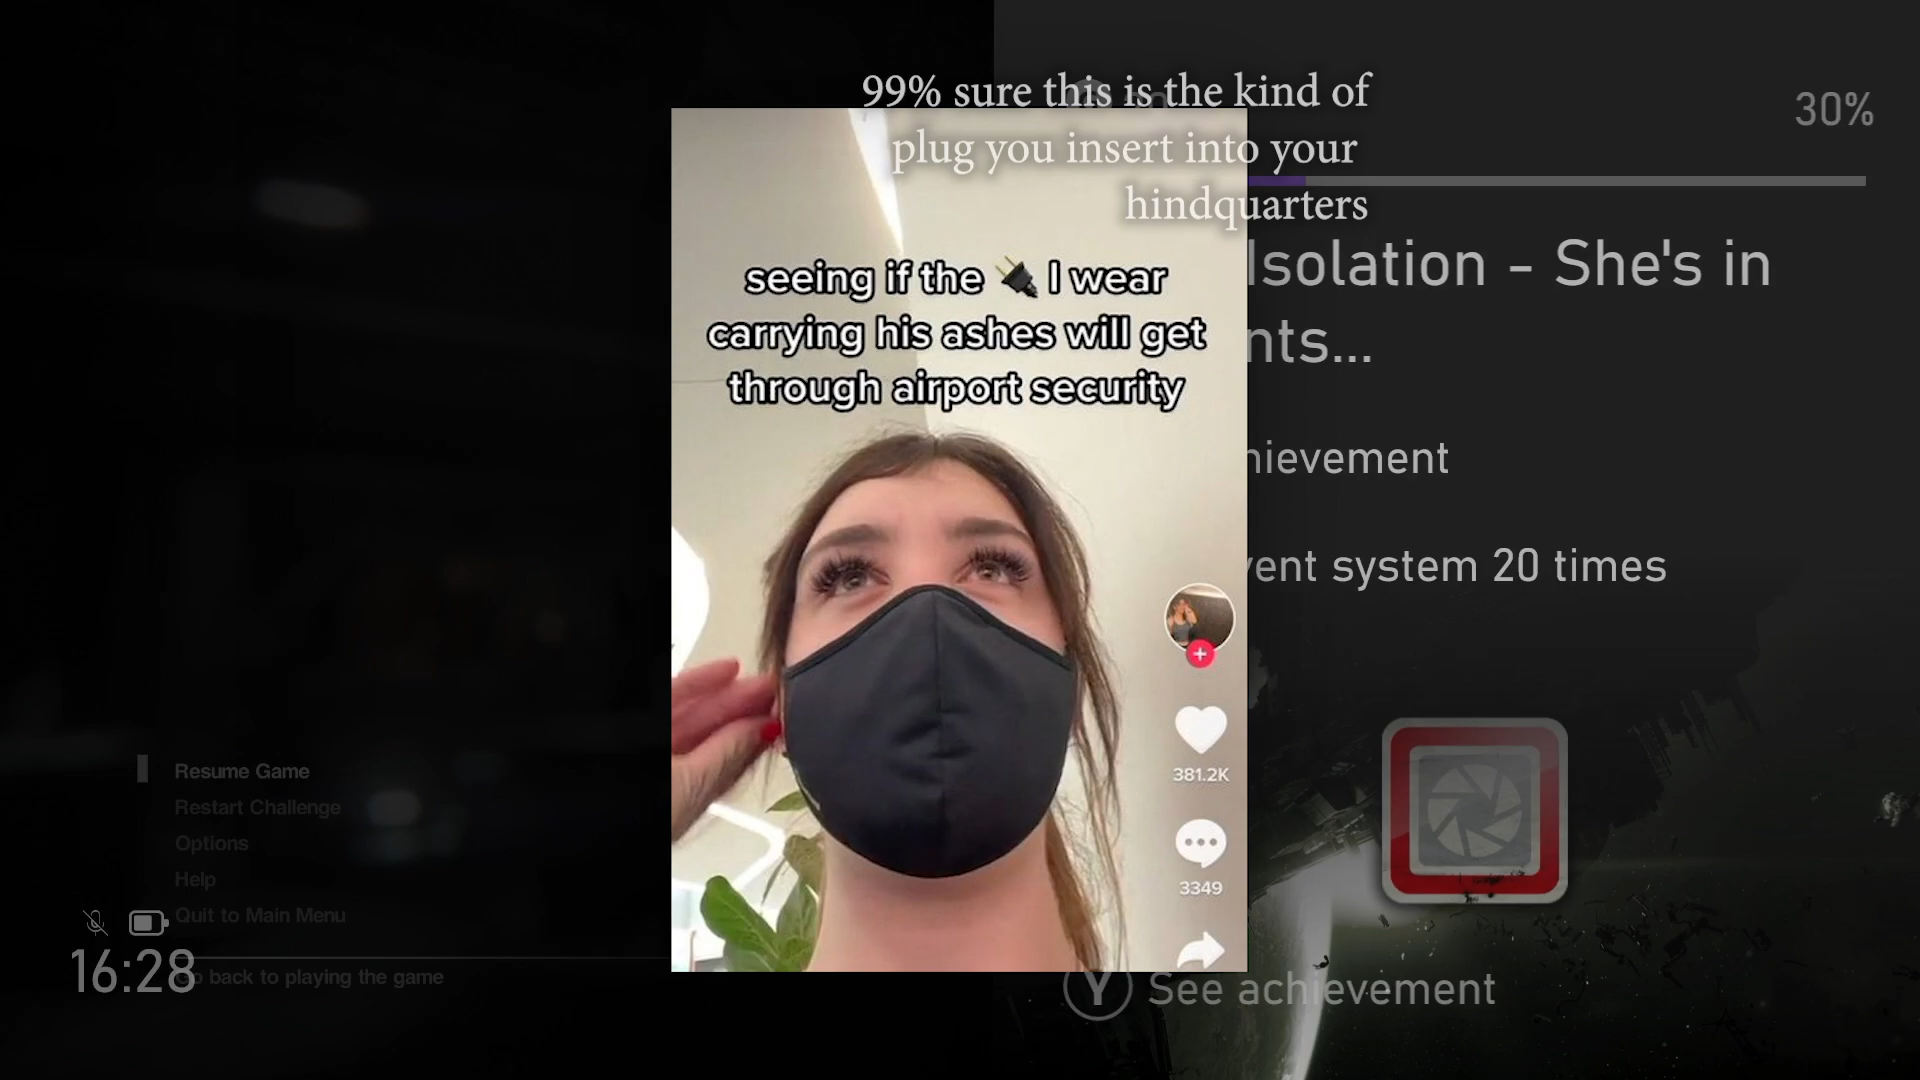 99% sure this is the kind of
plug you insert into your
hindquarters
30%
seeing if the 🔌 I wear
carrying his ashes will get
through airport security
Isolation - She's in
nts...
hievement
vent system 20 times
381.2K
3349
Resume Game
Restart Challenge
Options
Help
Quit to Main Menu
16:28
back to playing the game
Y See achievement